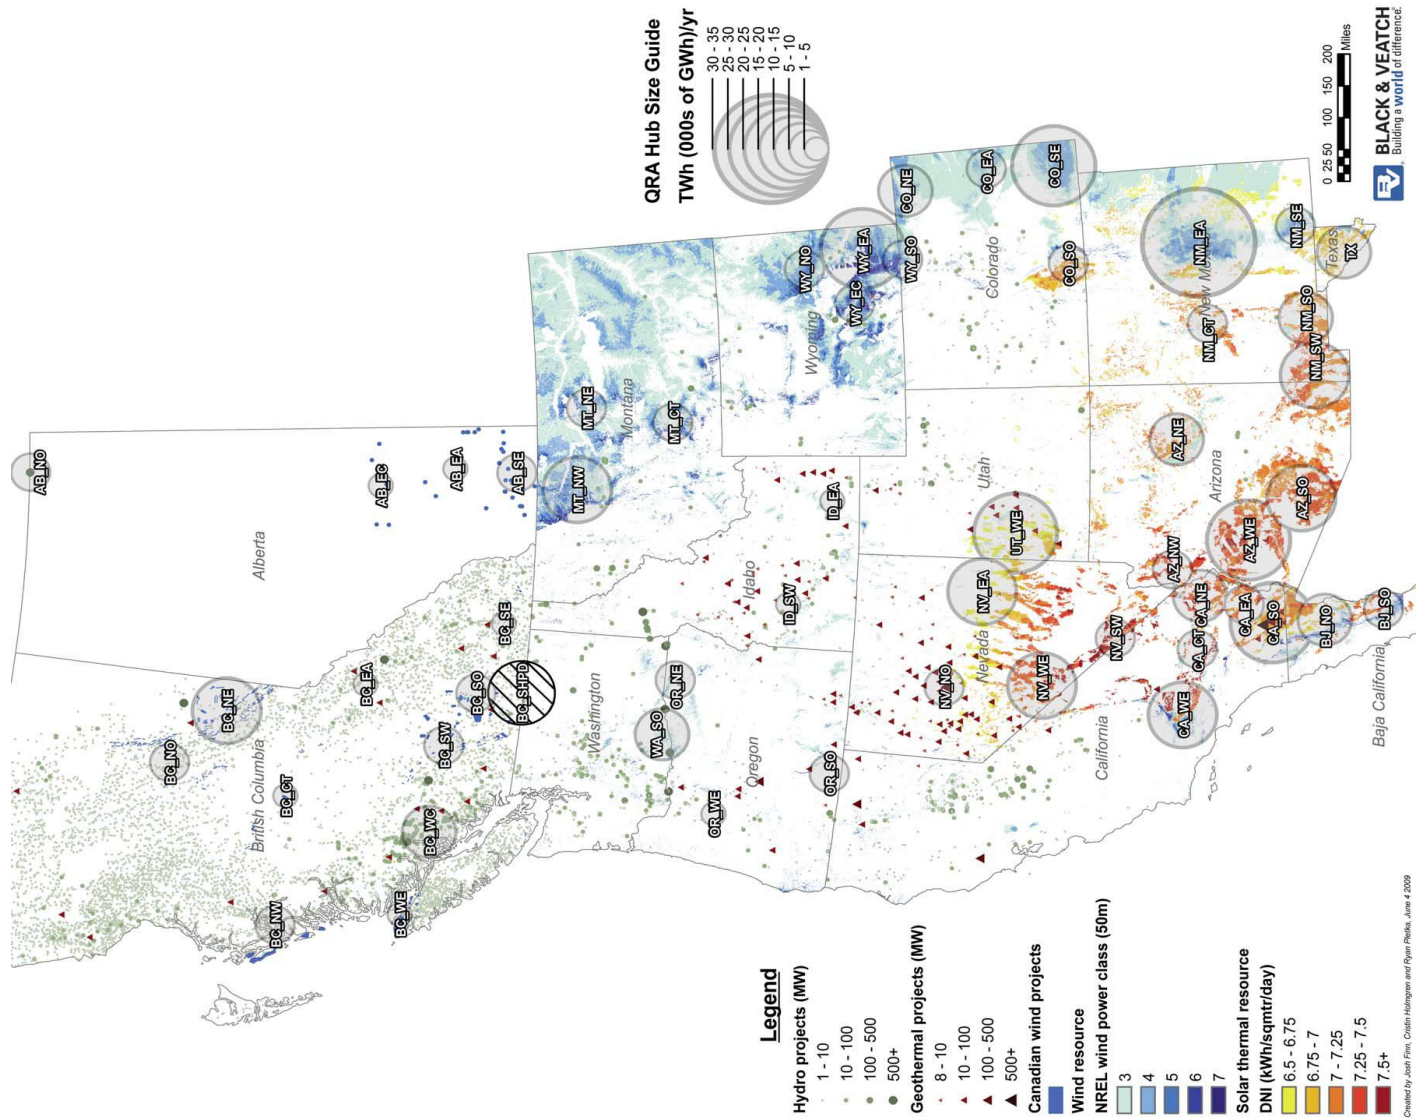 QRA Hub Size Guide
TWh (000s of GWh)/yr
30 - 35
25 - 30
20 - 25
15 - 20
10 - 15
5 - 10
1 - 5
AB_NO
AB_EC
AB_EA
AB_SE
Alberta
BC_NO
BC_NE
BC_EA
BC_SE
BC_SO
BC_SHPD
BC_SW
BC_CT
British Columbia
BC_WC
BC_NW
BC_WE
MT_NE
MT_NW
MT_CT
Montana
Washington
WA_SO
OR_NE
OR_WE
OR_SO
Oregon
Idaho
ID_EA
ID_SW
Wyoming
WY_NO
WY_EA
WY_EC
WY_SO
CO_NE
CO_EA
CO_SE
CO_SO
Colorado
Utah
UT_WE
Nevada
NV_EA
NV_NO
NV_WE
NV_SW
California
CA_WE
CA_CT
CA_NE
CA_EA
CA_SO
Arizona
AZ_NE
AZ_NW
AZ_WE
AZ_SO
New Me
NM_EA
NM_CT
NM_SE
NM_SO
NM_SW
Texas
TX
Baja California
BJ_NO
BJ_SO
0 25 50 100 150 200
Miles
BV
BLACK & VEATCH
Building a world of difference.
Legend
Hydro projects (MW)
1 - 10
10 - 100
100 - 500
500+
Geothermal projects (MW)
8 - 10
10 - 100
100 - 500
500+
Canadian wind projects
Wind resource
NREL wind power class (50m)
3
4
5
6
7
Solar thermal resource
DNI (kWh/sqmtr/day)
6.5 - 6.75
6.75 - 7
7 - 7.25
7.25 - 7.5
7.5+
Created by Josh Finn, Cristin Holmgren and Ryan Pletka, June 4 2009